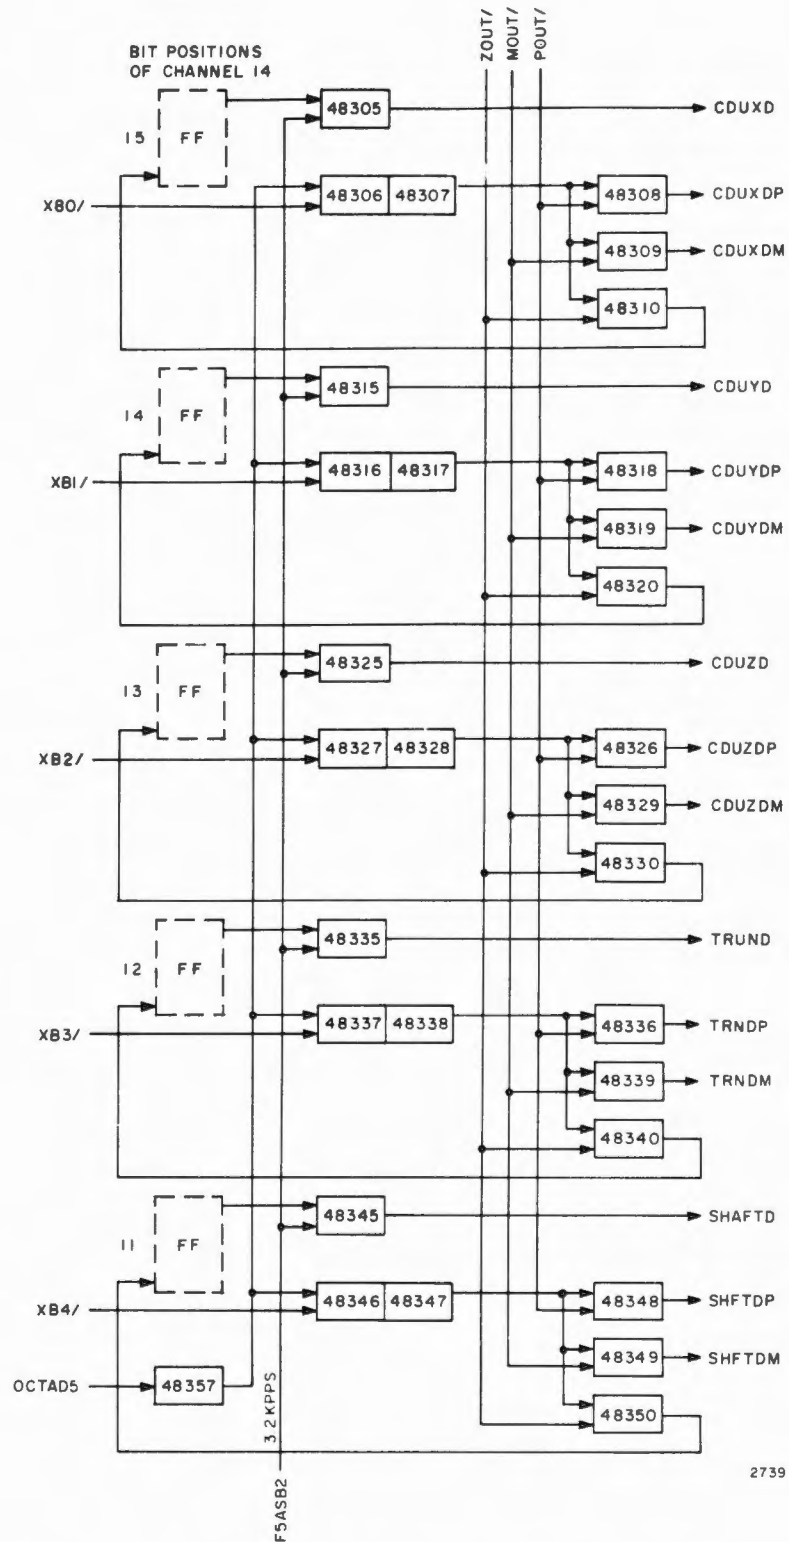 ZOUT/
MOUT/
POUT/
BIT POSITIONS
OF CHANNEL 14
15
FF
48305
CDUXD
XB0/
48306
48307
48308
CDUXDP
48309
CDUXDM
48310
14
FF
48315
CDUYD
XB1/
48316
48317
48318
CDUYDP
48319
CDUYDM
48320
13
FF
48325
CDUZD
XB2/
48327
48328
48326
CDUZDP
48329
CDUZDM
48330
12
FF
48335
TRUND
XB3/
48337
48338
48336
TRNDP
48339
TRNDM
48340
11
FF
48345
SHAFTD
XB4/
48346
48347
48348
SHFTDP
48349
SHFTDM
48350
OCTAD5
48357
3.2KPPS
F5ASB2
2739